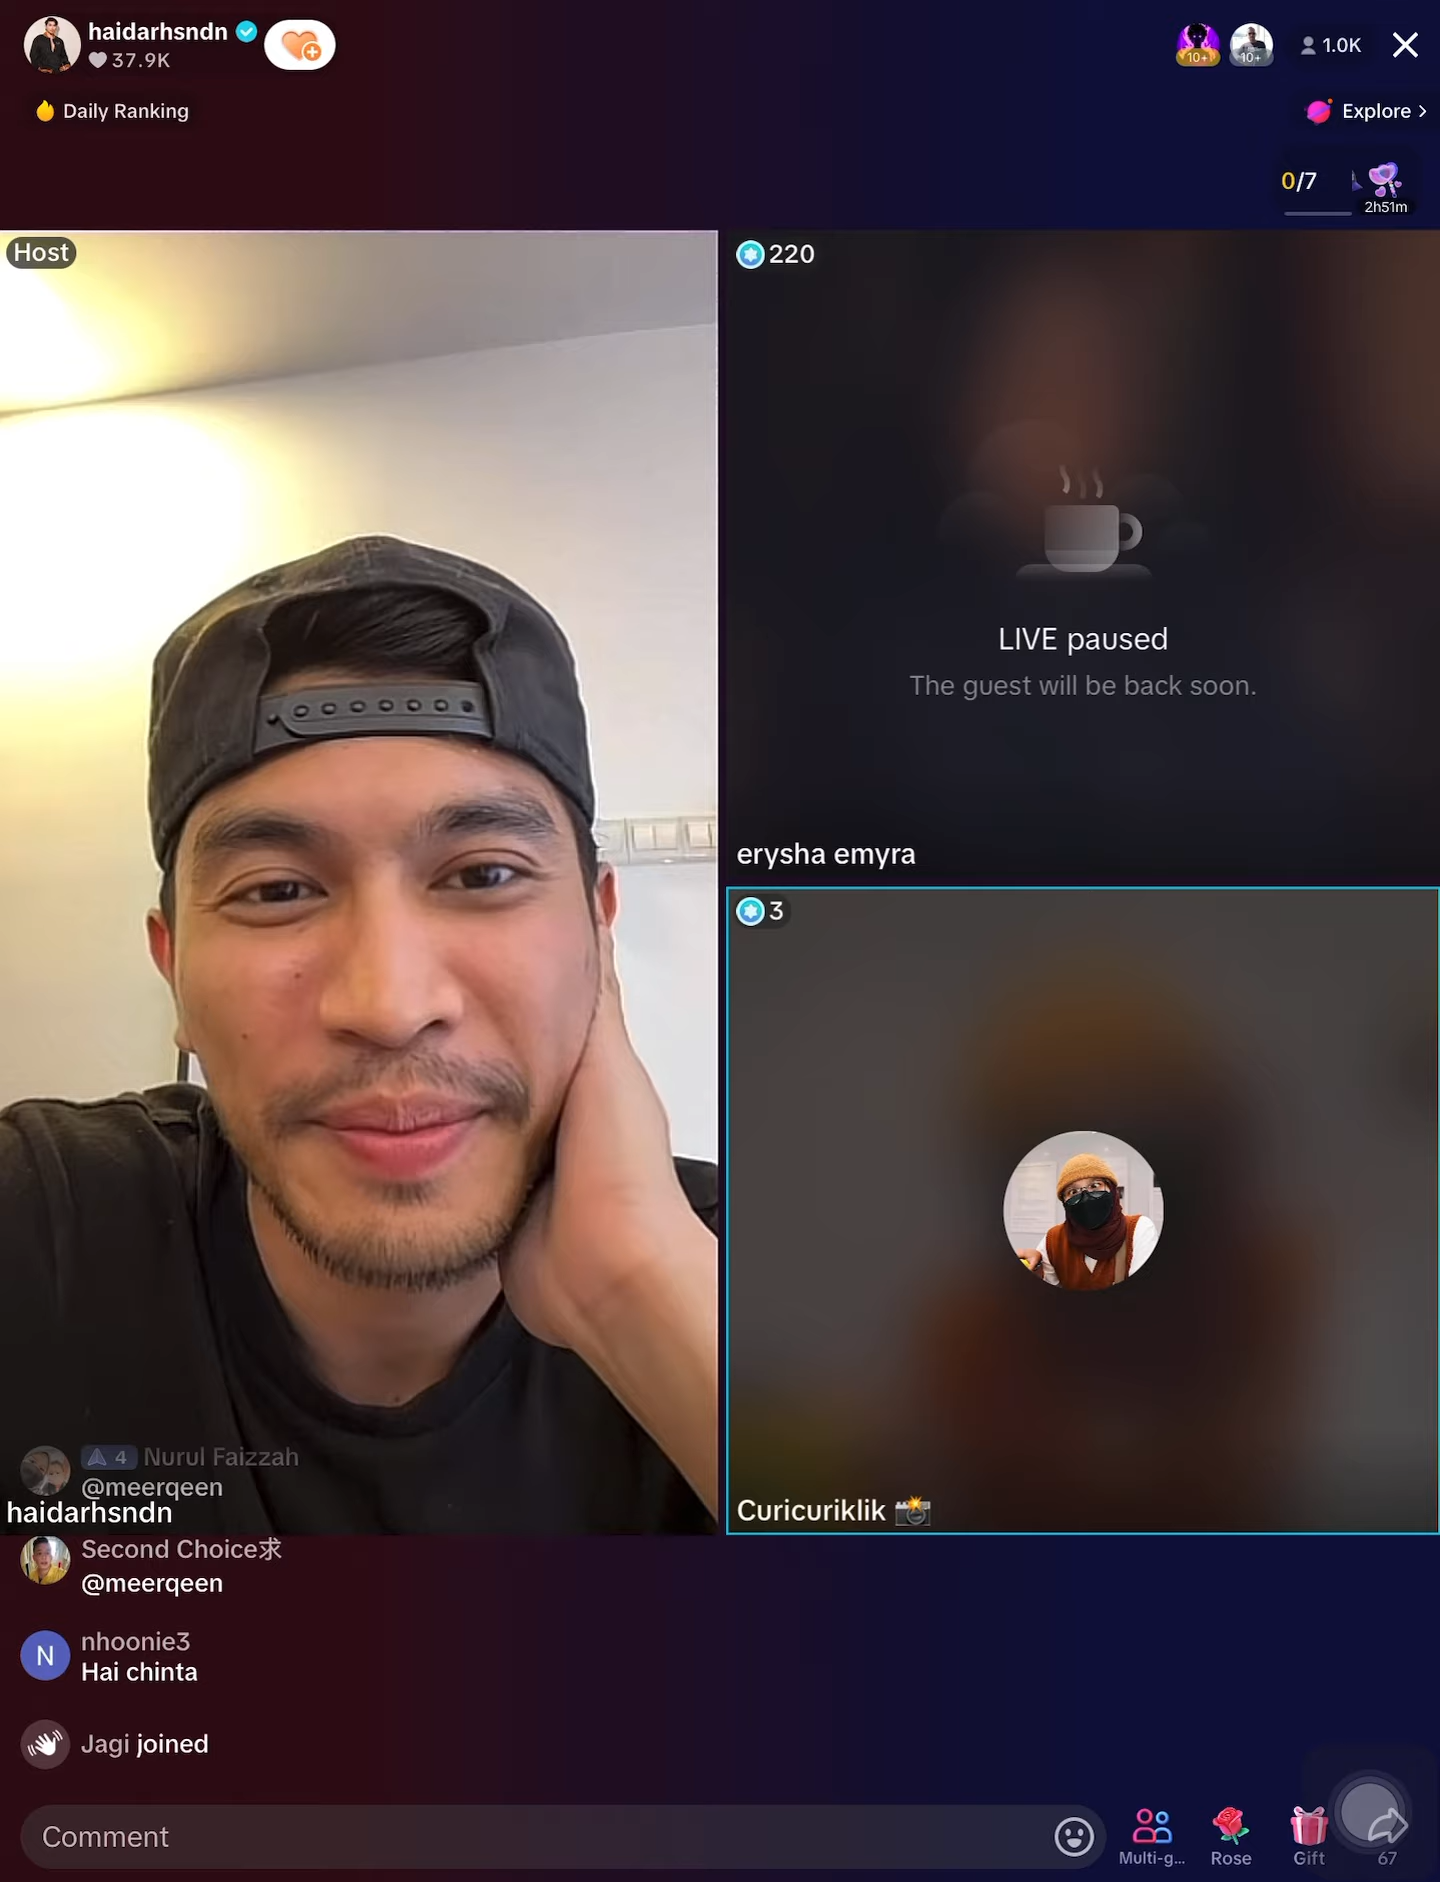 haidarhsndn
37.9K
10+
10+
1.0K
Daily Ranking
Explore >
0/7
2h51m
Host
220
LIVE paused
The guest will be back soon.
erysha emyra
3
Curicuriklik 📸
4 Nurul Faizzah
@meerqeen
haidarhsndn
Second Choice求
@meerqeen
N
nhoonie3
Hai chinta
Jagi joined
Comment
Multi-g...
Rose
Gift
67